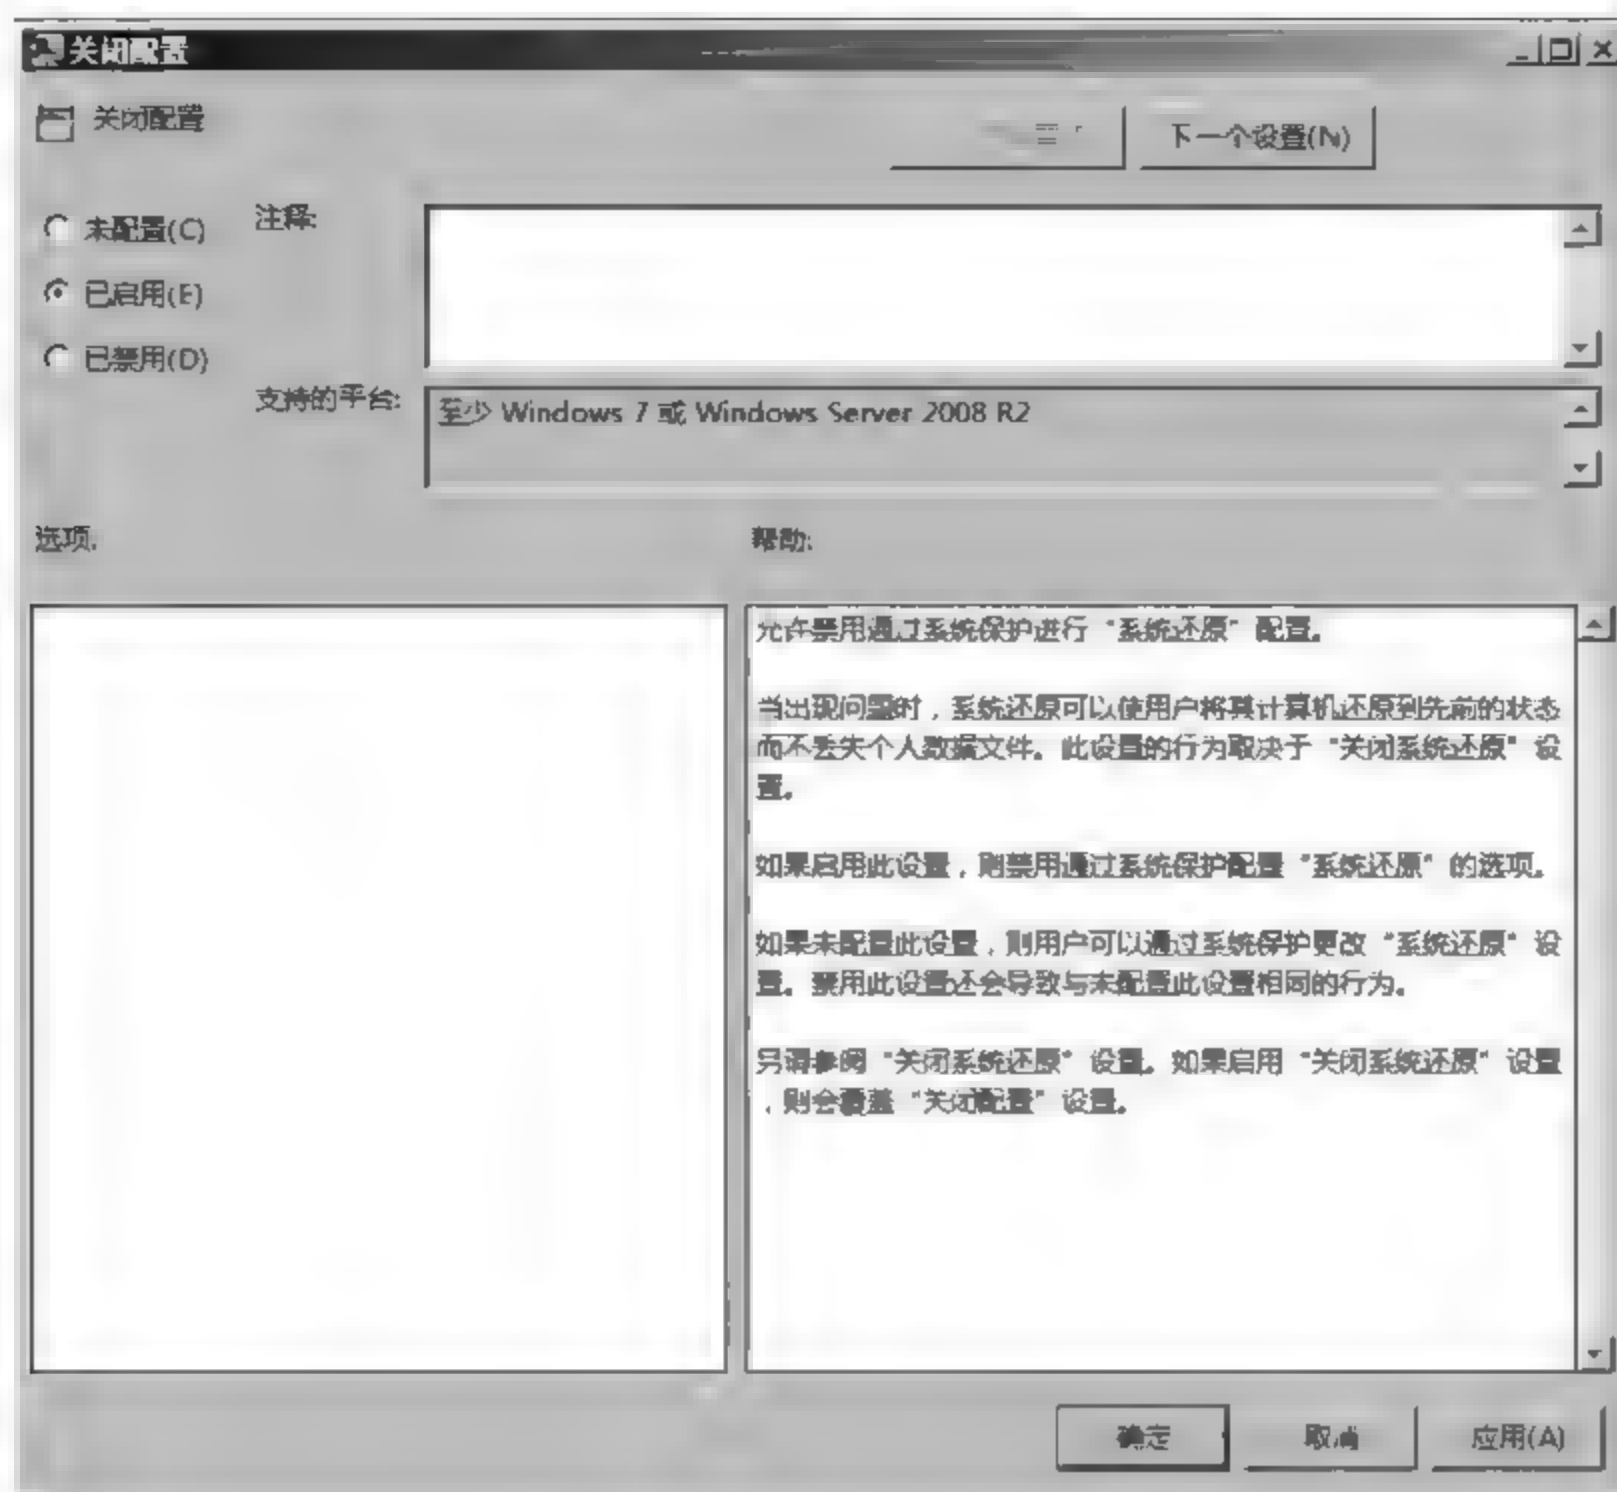 关闭配置
关闭配置
下一个设置(N)
未配置(C)
注释:
已启用(E)
已禁用(D)
支持的平台:
至少 Windows 7 或 Windows Server 2008 R2
选项:
帮助:
允许禁用通过系统保护进行“系统还原”配置。
当出现问题时，系统还原可以使用户将其计算机还原到先前的状态
而不丢失个人数据文件。此设置的行为取决于“关闭系统还原”设
置。
如果启用此设置，则禁用通过系统保护配置“系统还原”的选项。
如果未配置此设置，则用户可以通过系统保护更改“系统还原”设
置。禁用此设置还会导致与未配置此设置相同的行为。
另请参阅“关闭系统还原”设置。如果启用“关闭系统还原”设置
，则会覆盖“关闭配置”设置。
确定
取消
应用(A)